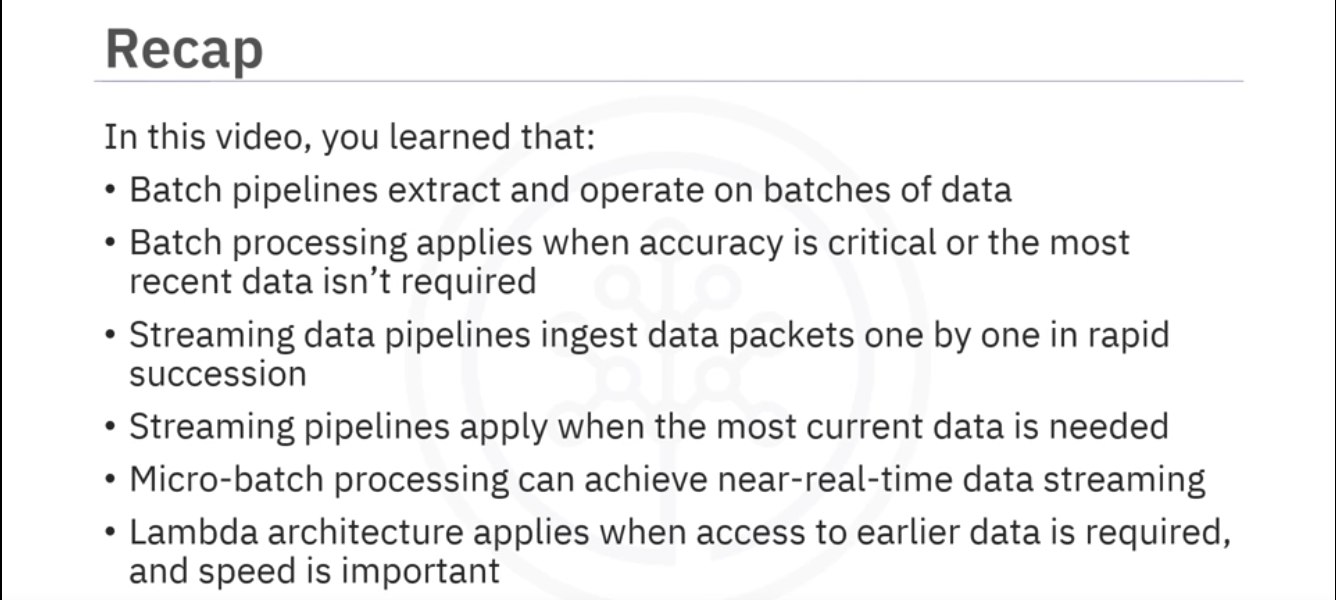 Recap
In this video, you learned that:
• Batch pipelines extract and operate on batches of data
• Batch processing applies when accuracy is critical or the most
recent data isn’t required
• Streaming data pipelines ingest data packets one by one in rapid
succession
• Streaming pipelines apply when the most current data is needed
• Micro-batch processing can achieve near-real-time data streaming
• Lambda architecture applies when access to earlier data is required,
and speed is important